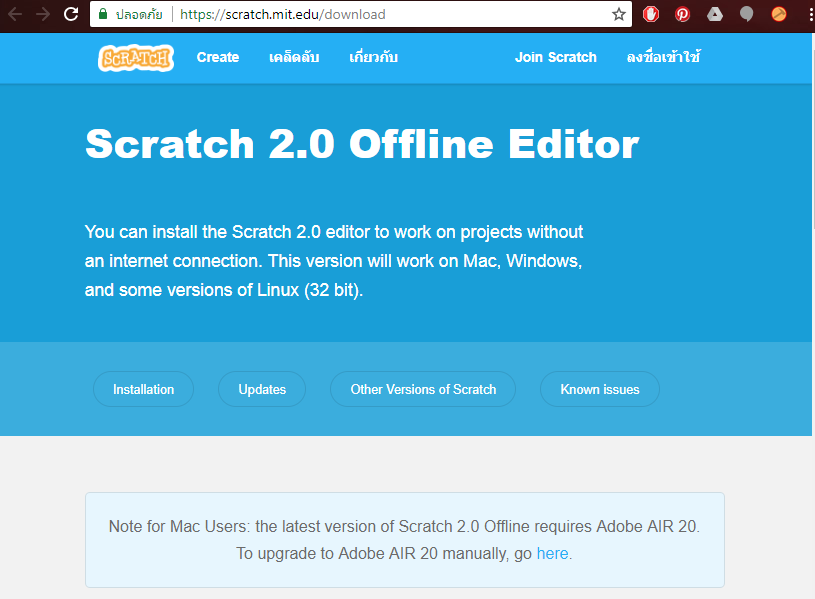 ปลอดภัย https://scratch.mit.edu/download
SCRATCH Create เคล็ดลับ เกี่ยวกับ Join Scratch ลงชื่อเข้าใช้
Scratch 2.0 Offline Editor
You can install the Scratch 2.0 editor to work on projects without
an internet connection. This version will work on Mac, Windows,
and some versions of Linux (32 bit).
Installation Updates Other Versions of Scratch Known issues
Note for Mac Users: the latest version of Scratch 2.0 Offline requires Adobe AIR 20.
To upgrade to Adobe AIR 20 manually, go here.